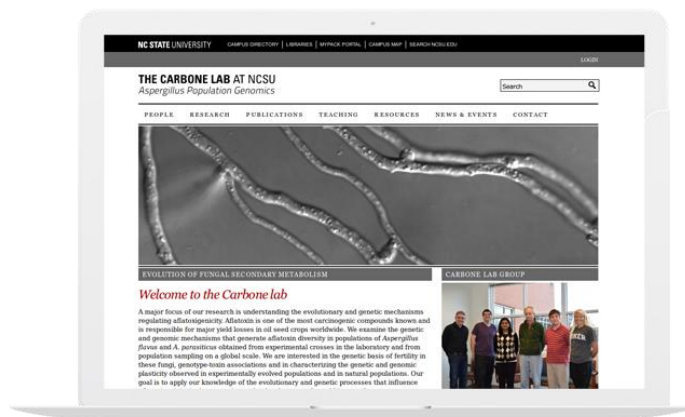 NC STATE UNIVERSITY CAMPUS DIRECTORY | LIBRARIES | MYPACK PORTAL | CAMPUS MAP | SEARCH NCSU.EDU
LOGIN
THE CARBONE LAB AT NCSU
Aspergillus Population Genomics
Search
PEOPLE RESEARCH PUBLICATIONS TEACHING RESOURCES NEWS & EVENTS CONTACT
EVOLUTION OF FUNGAL SECONDARY METABOLISM
CARBONE LAB GROUP
Welcome to the Carbone lab
A major focus of our research is understanding the evolutionary and genetic mechanisms
regulating aflatoxigenicity. Aflatoxin is one of the most carcinogenic compounds known and
is responsible for major yield losses in oil seed crops worldwide. We examine the genetic
and genomic mechanisms that generate aflatoxin diversity in populations of Aspergillus
flavus and A. parasiticus obtained from experimental crosses in the laboratory and from
population sampling on a global scale. We are interested in the genetic basis of fertility in
these fungi, genotype-toxin associations and in characterizing the genetic and genomic
plasticity observed in experimentally evolved populations and in natural populations. Our
goal is to apply our knowledge of the evolutionary and genetic processes that influence